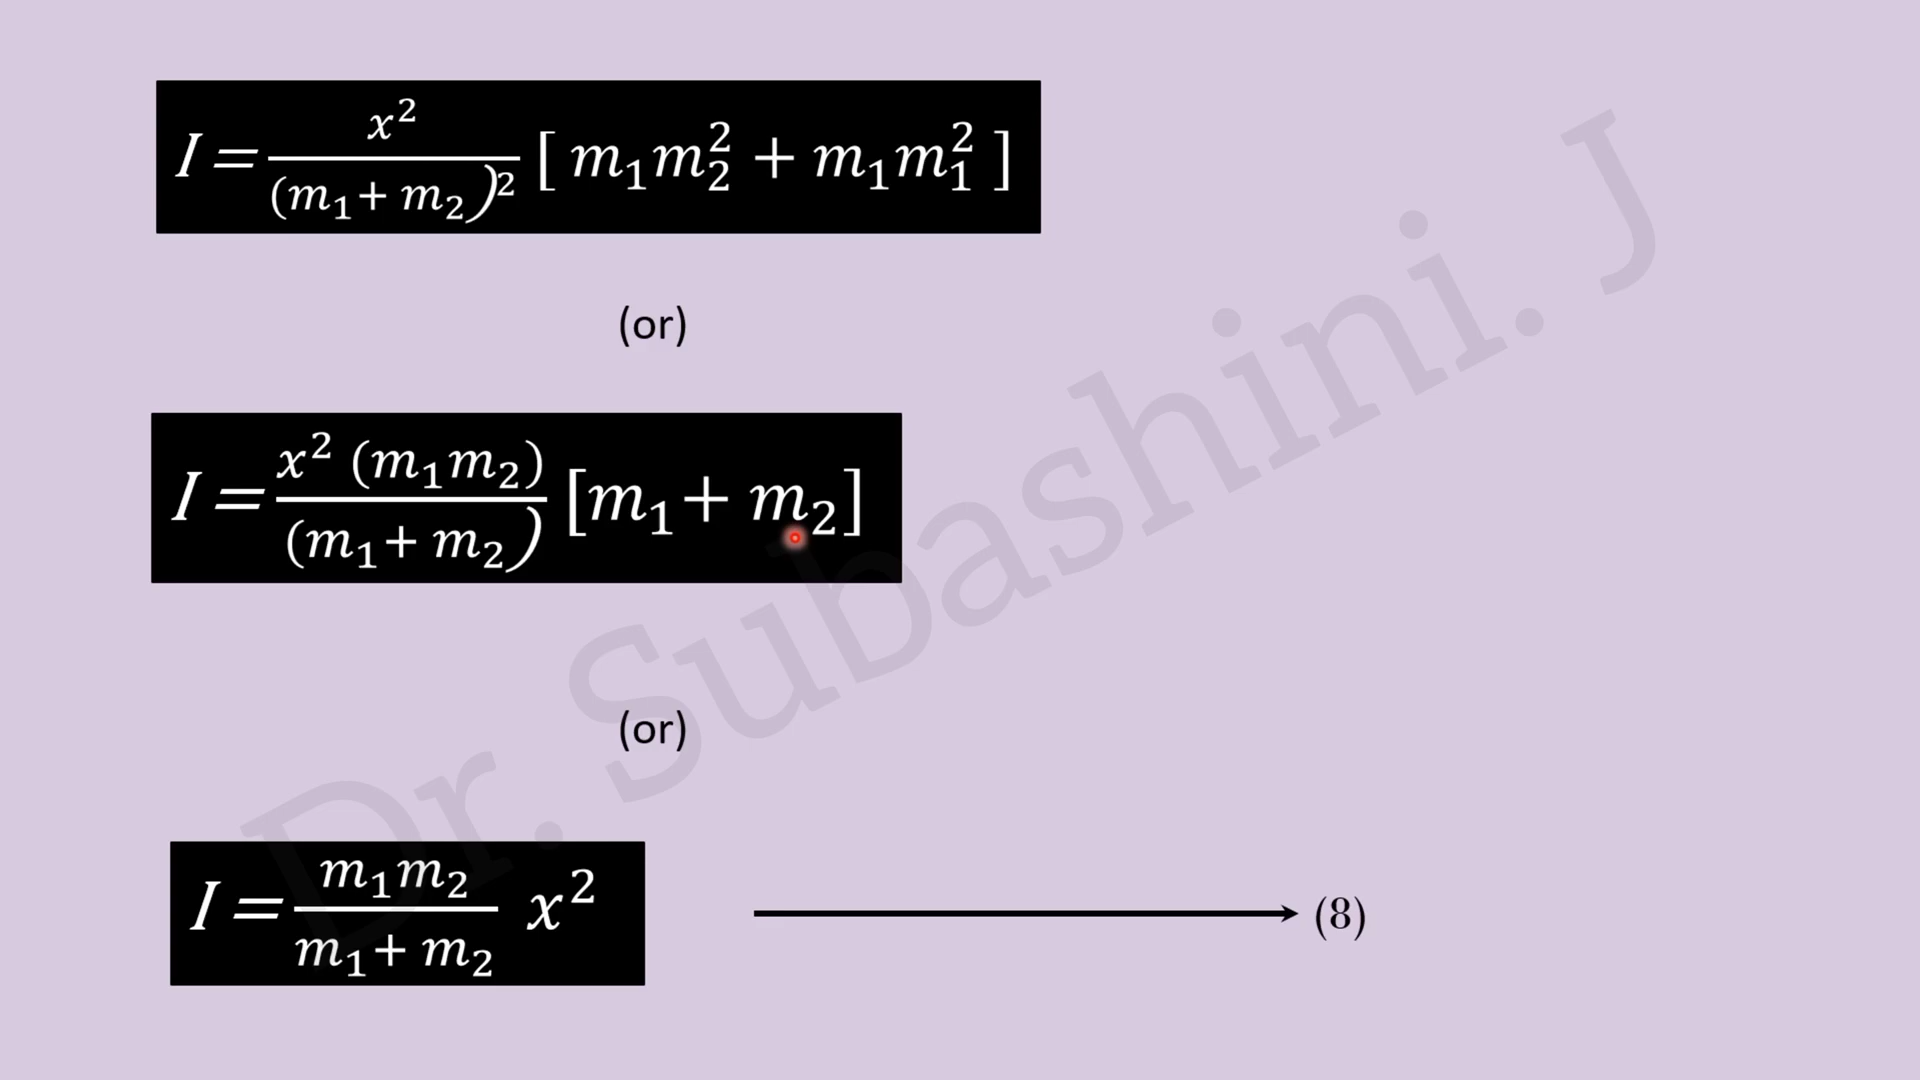 I = x² / (m₁ + m₂)² [ m₁m₂² + m₁m₁² ]
(or)
I = x² (m₁m₂) / (m₁ + m₂) [m₁ + m₂]
(or)
I = m₁m₂ / m₁ + m₂ x² (8)
Dr. Subashini. J